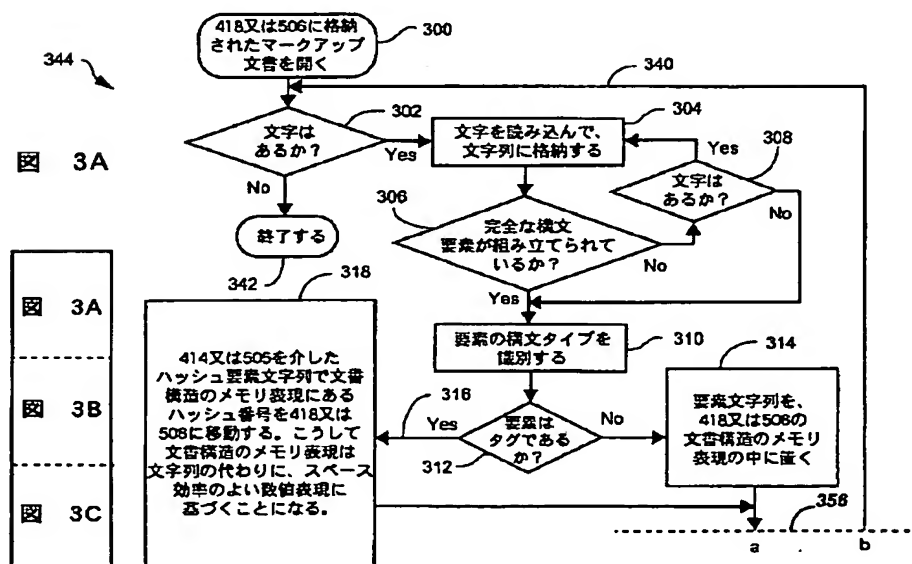 418又は506に格納
されたマークアップ
文書を開く
300
344
340
302
304
文字は
あるか？
Yes
文字を読み込んで、
文字列に格納する
Yes
308
図 3A
No
306
文字は
あるか？
No
終了する
完全な構文
要素が組み立てられて
いるか？
No
342
318
Yes
図 3A
要素の構文タイプを
識別する
310
314
414又は505を介した
ハッシュ要素文字列で文書
構造のメモリ表現にある
ハッシュ番号を418又は
506に移動する。こうして
文書構造のメモリ表現は
文字列の代わりに、スペース
効率のよい数値表現に
基づくことになる。
316
Yes
要素は
タグである
か？
No
312
要素文字列を、
418又は506の
文書構造のメモリ
表現の中に置く
図 3B
図 3C
356
a
b